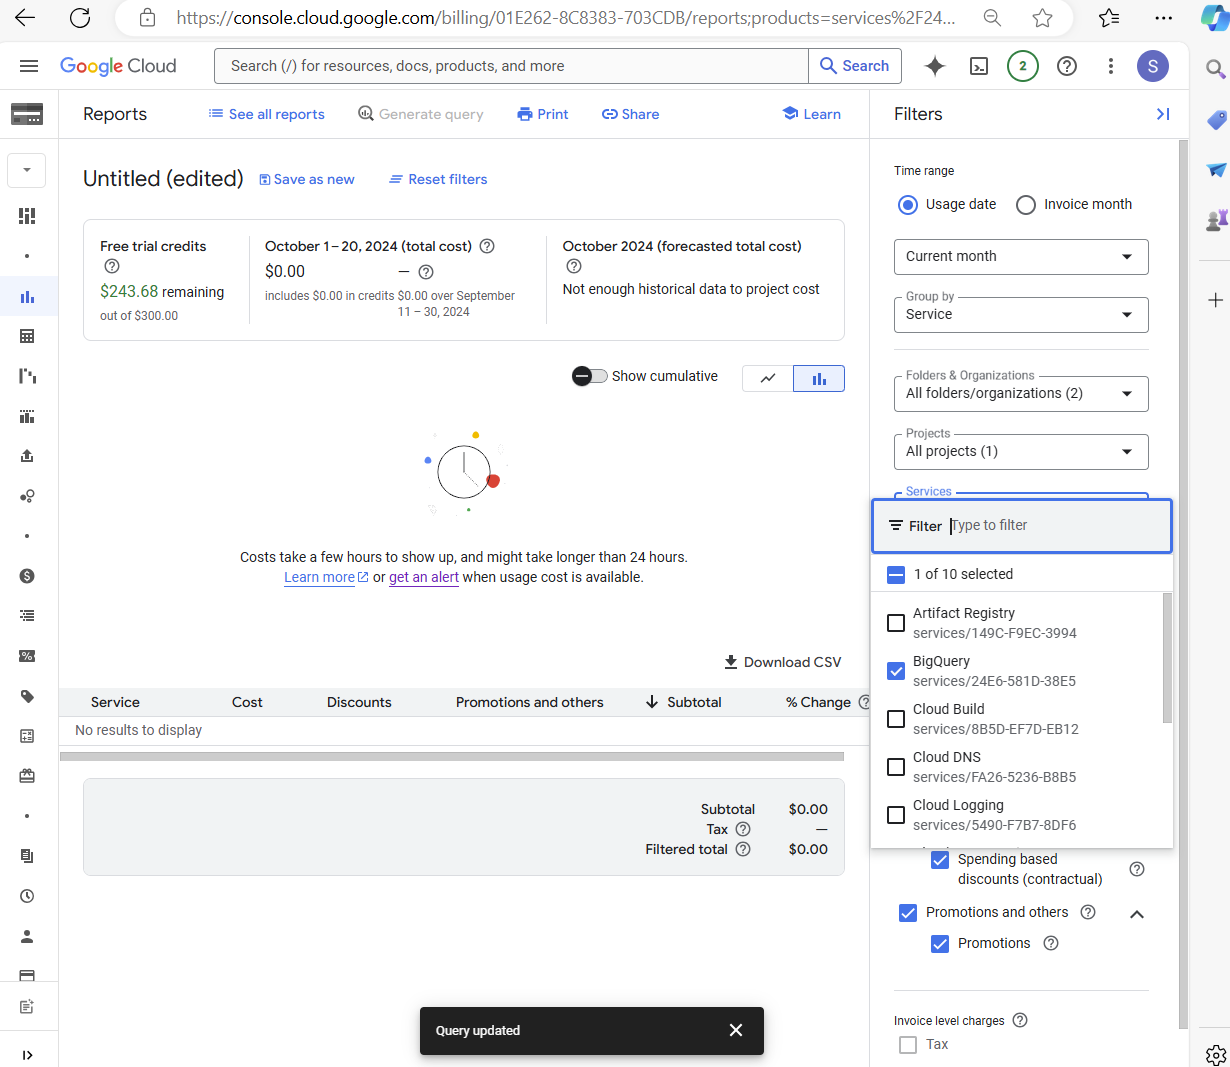 https://console.cloud.google.com/billing/01E262-8C8383-703CDB/reports;products=services%2F24...
Google Cloud
Search (/) for resources, docs, products, and more
Search
2
S
Reports
See all reports
Generate query
Print
Share
Learn
Filters
Untitled (edited)
Save as new
Reset filters
Free trial credits
$243.68 remaining
out of $300.00
October 1 – 20, 2024 (total cost)
$0.00
—
includes $0.00 in credits
$0.00 over September
11 – 30, 2024
October 2024 (forecasted total cost)
Not enough historical data to project cost
Show cumulative
Costs take a few hours to show up, and might take longer than 24 hours.
Learn more or get an alert when usage cost is available.
Download CSV
Service Cost Discounts Promotions and others Subtotal % Change
No results to display
Subtotal $0.00
Tax —
Filtered total $0.00
Query updated
Time range
Usage date
Invoice month
Current month
Group by
Service
Folders & Organizations
All folders/organizations (2)
Projects
All projects (1)
Services
Filter Type to filter
1 of 10 selected
Artifact Registry
services/149C-F9EC-3994
BigQuery
services/24E6-581D-38E5
Cloud Build
services/8B5D-EF7D-EB12
Cloud DNS
services/FA26-5236-B8B5
Cloud Logging
services/5490-F7B7-8DF6
Spending based
discounts (contractual)
Promotions and others
Promotions
Invoice level charges
Tax